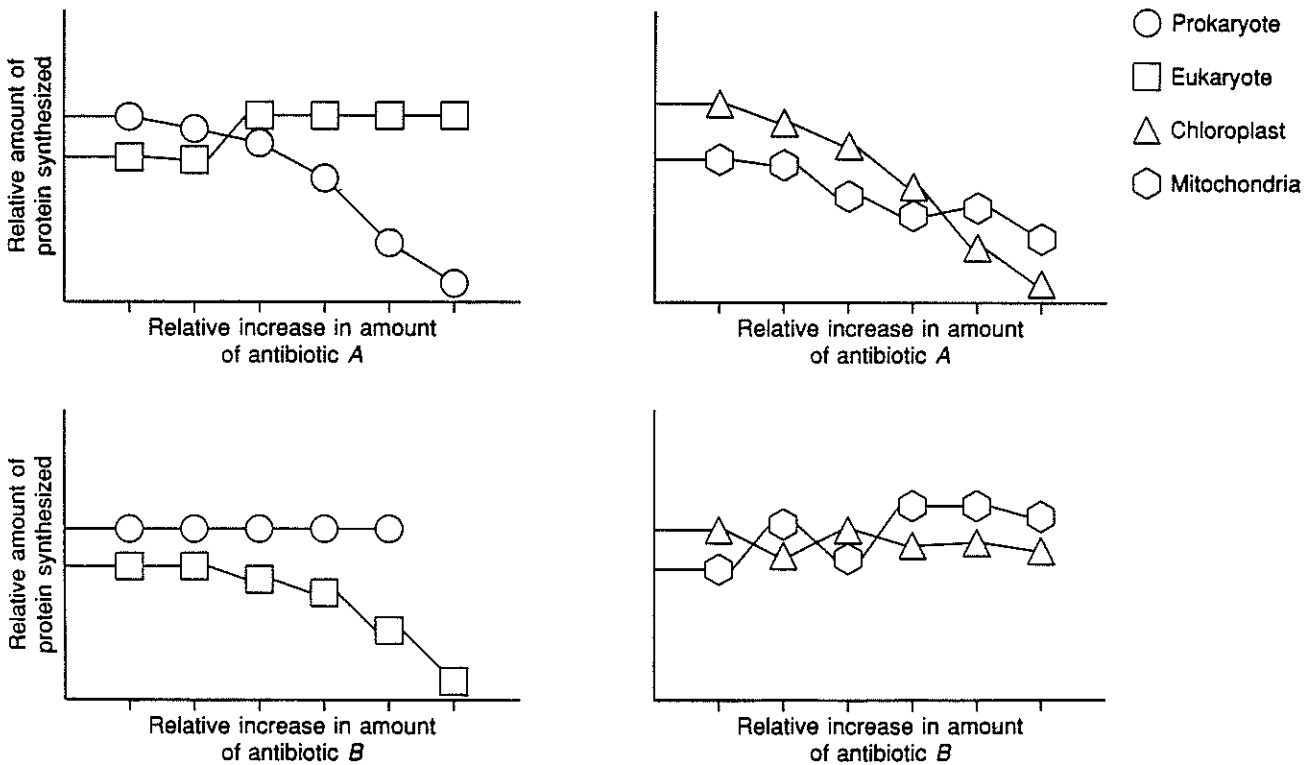 Relative amount of
protein synthesized
Relative increase in amount
of antibiotic A
Relative increase in amount
of antibiotic A
Prokaryote
Eukaryote
Chloroplast
Mitochondria
Relative amount of
protein synthesized
Relative increase in amount
of antibiotic B
Relative increase in amount
of antibiotic B